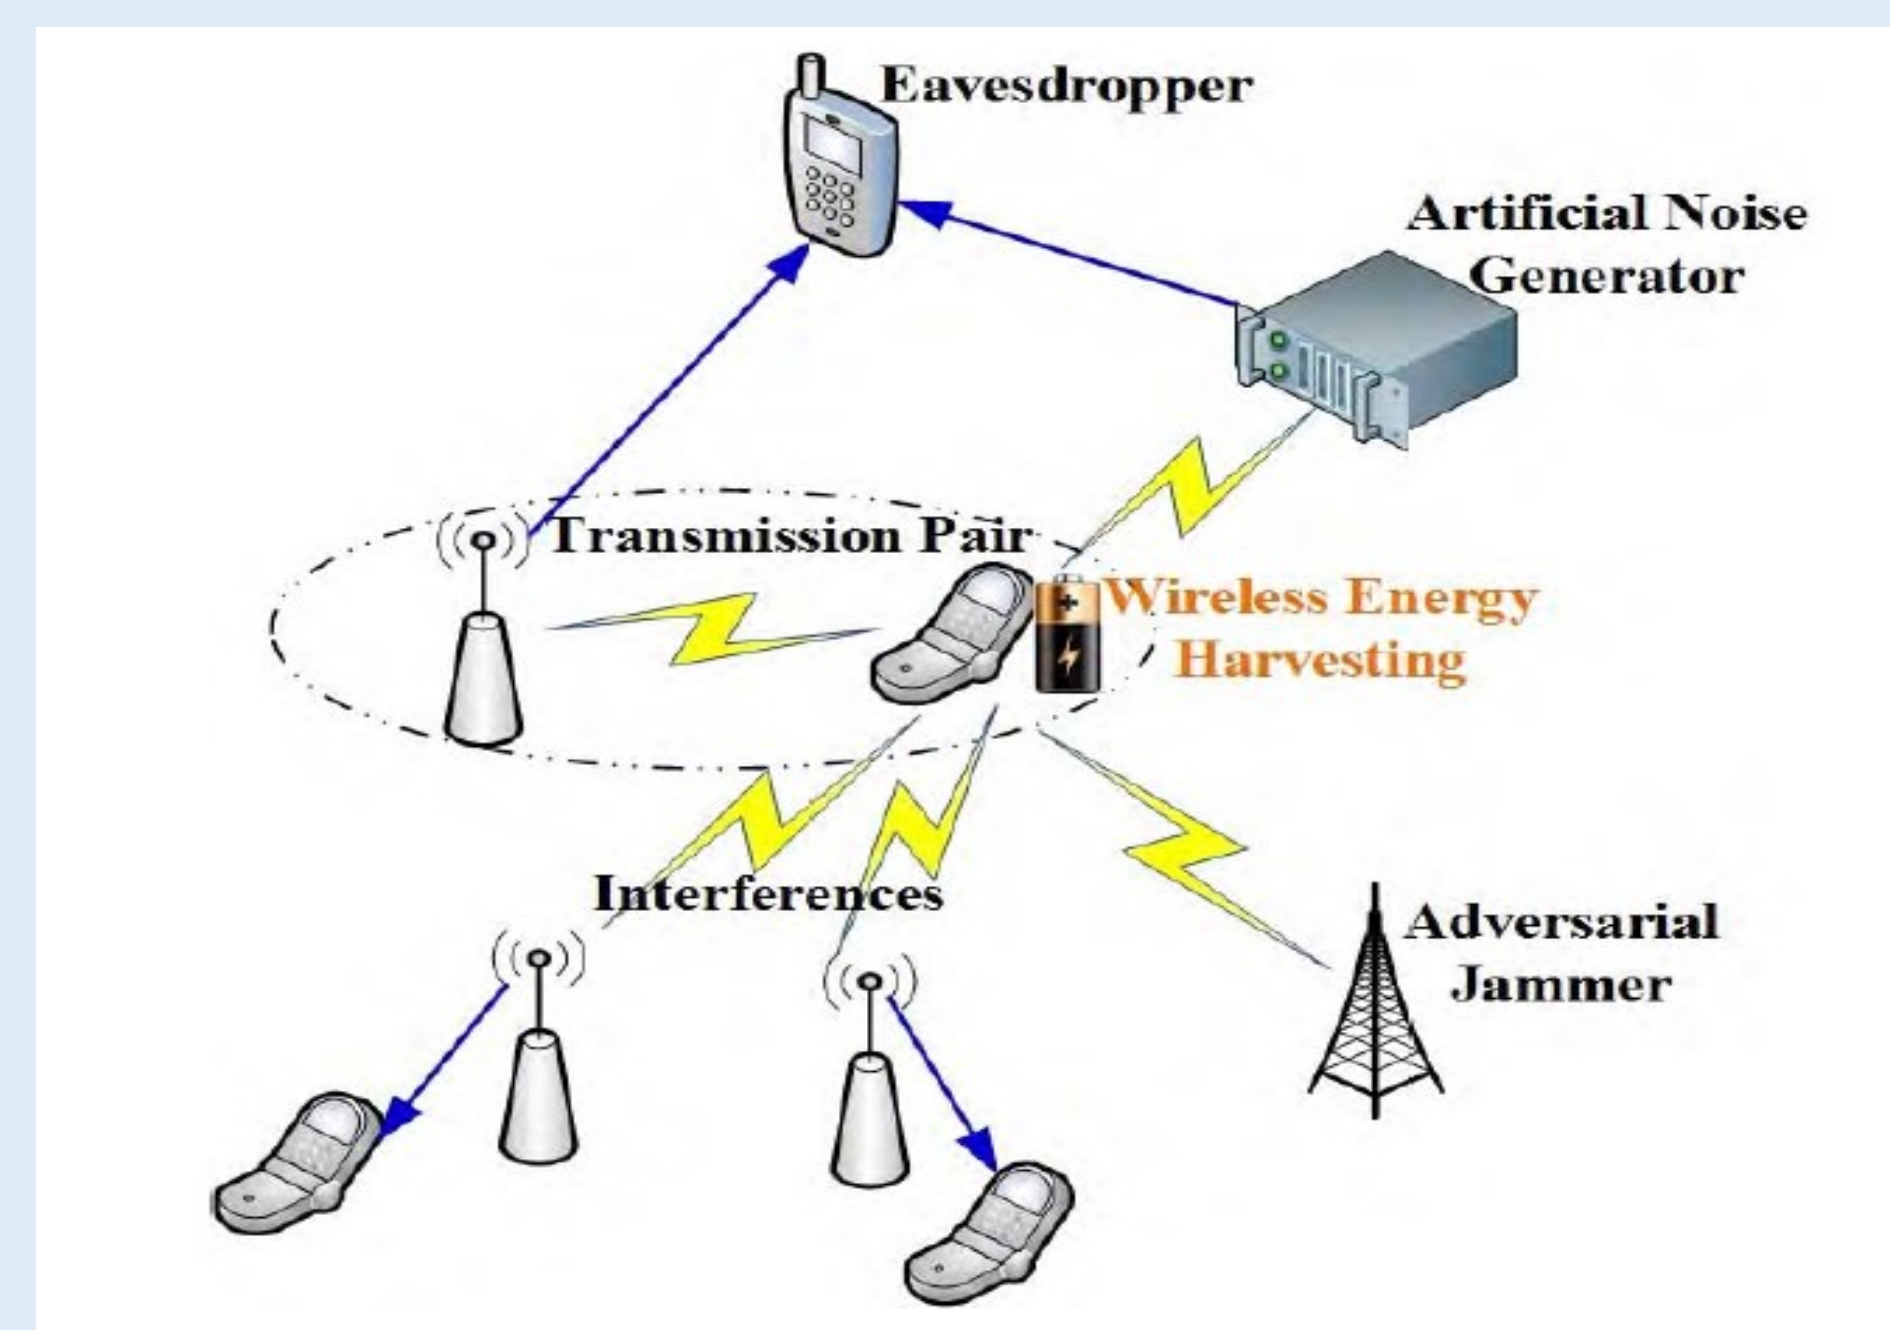 Eavesdropper
Artificial Noise
Generator
Transmission Pair
Wireless Energy
Harvesting
Interferences
Adversarial
Jammer